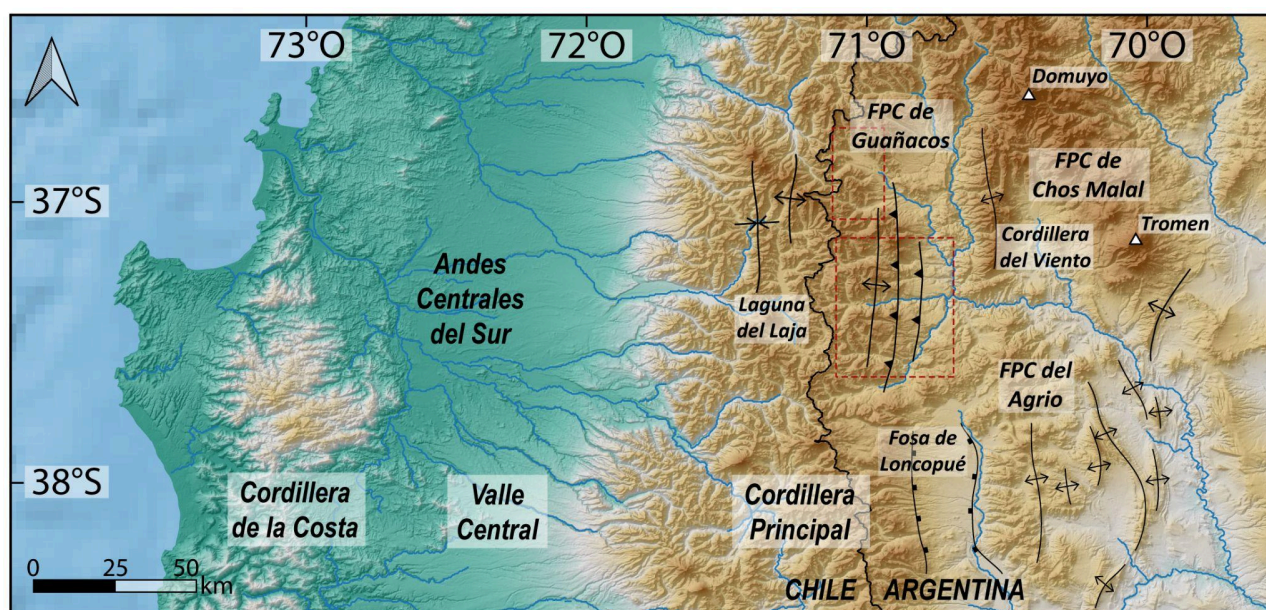 73°O
72°O
71°O
70°O
Domuyo
FPC de
Guañacos
FPC de
Chos Malal
37°S
Tromen
Cordillera
del Viento
Andes
Centrales
del Sur
Laguna
del Laja
FPC del
Agrio
Fosa de
Loncopué
38°S
Cordillera
de la Costa
Valle
Central
Cordillera
Principal
0 25 50
km
CHILE ARGENTINA